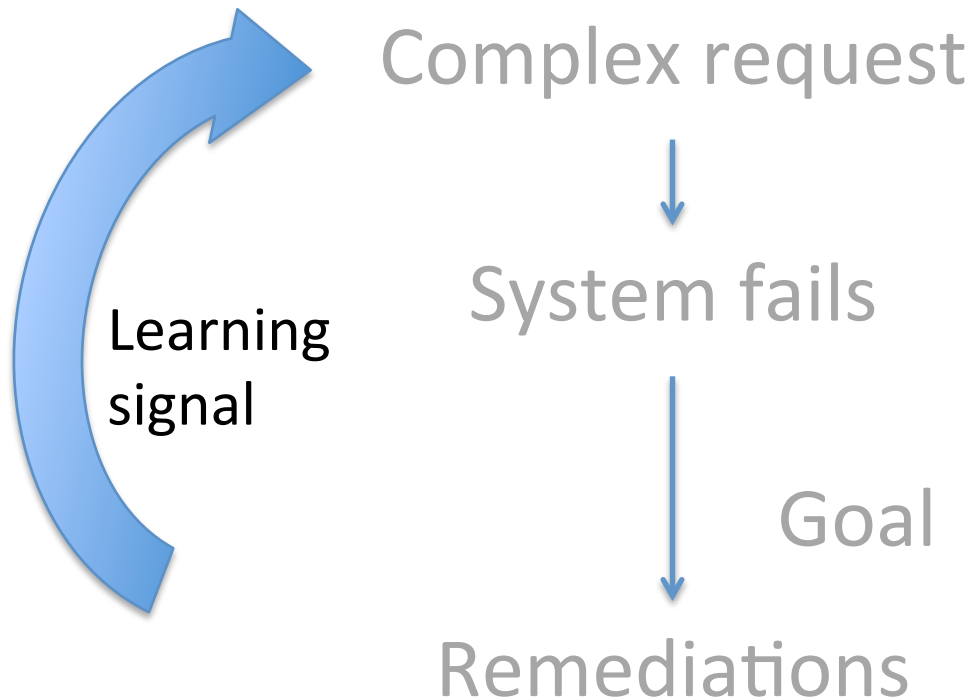 Complex request
System fails
Learning
signal
Goal
Remediations